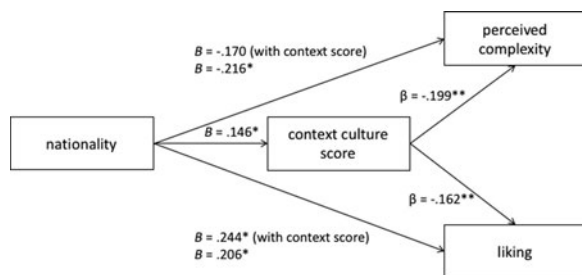 perceived
complexity
B = -.170 (with context score)
B = -.216*
β = -.199**
B = .146*
nationality
context culture
score
β = -.162**
B = .244* (with context score)
B = .206*
liking